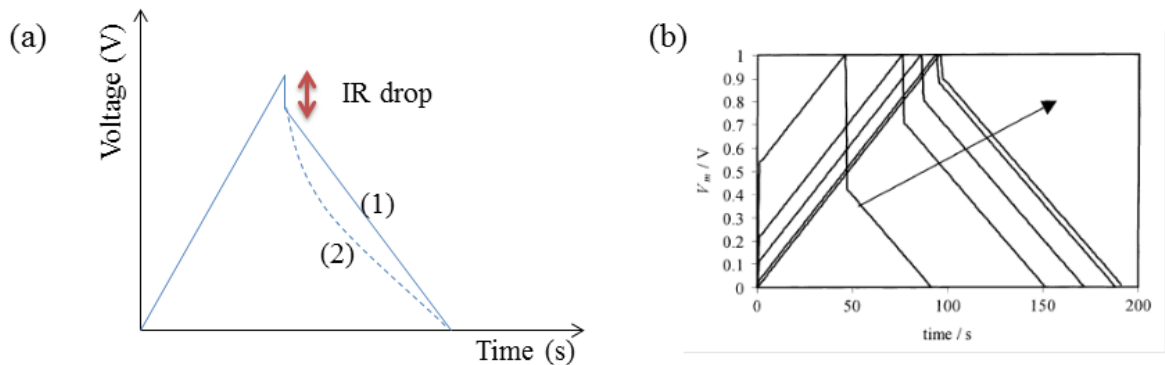 (a)
Voltage (V)
IR drop
(1)
(2)
Time (s)
(b)
1
0.9
0.8
0.7
0.6
0.5
0.4
0.3
0.2
0.1
0
V_m / V
0
50
100
150
200
time / s